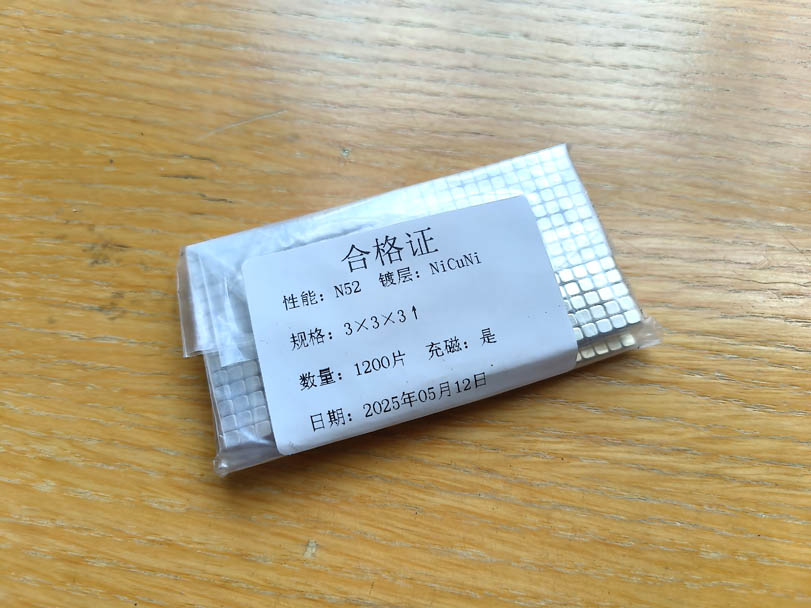 合格证
性能：N52 镀层：NiCuNi
规格：3×3×3↑
数量：1200片 充磁：是
日期：2025年05月12日